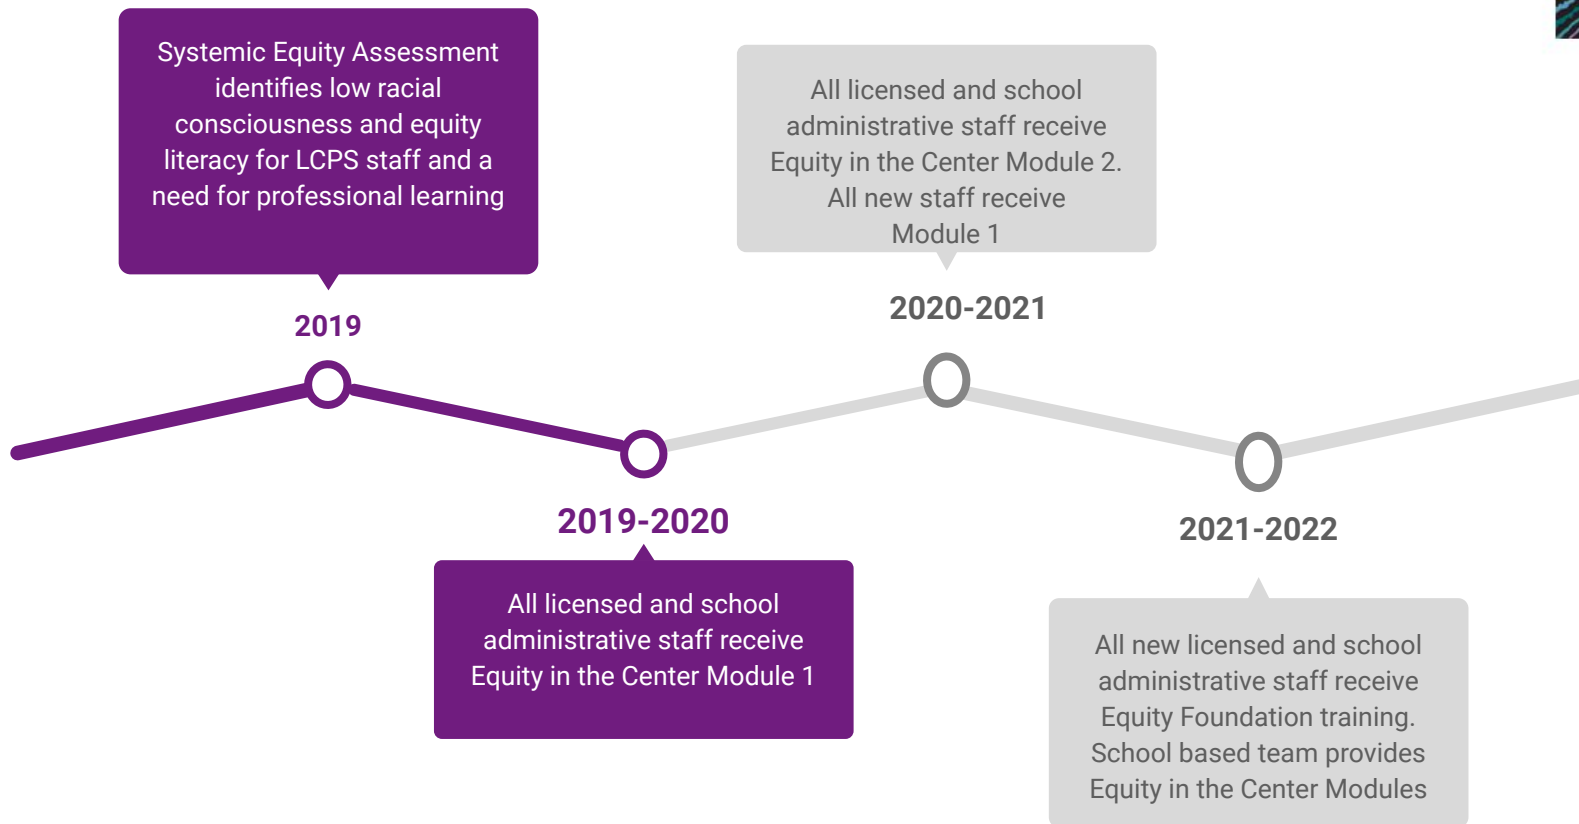 Systemic Equity Assessment
identifies low racial
consciousness and equity
literacy for LCPS staff and a
need for professional learning
2019
2019-2020
All licensed and school
administrative staff receive
Equity in the Center Module 1
All licensed and school
administrative staff receive
Equity in the Center Module 2.
All new staff receive
Module 1
2020-2021
2021-2022
All new licensed and school
administrative staff receive
Equity Foundation training.
School based team provides
Equity in the Center Modules